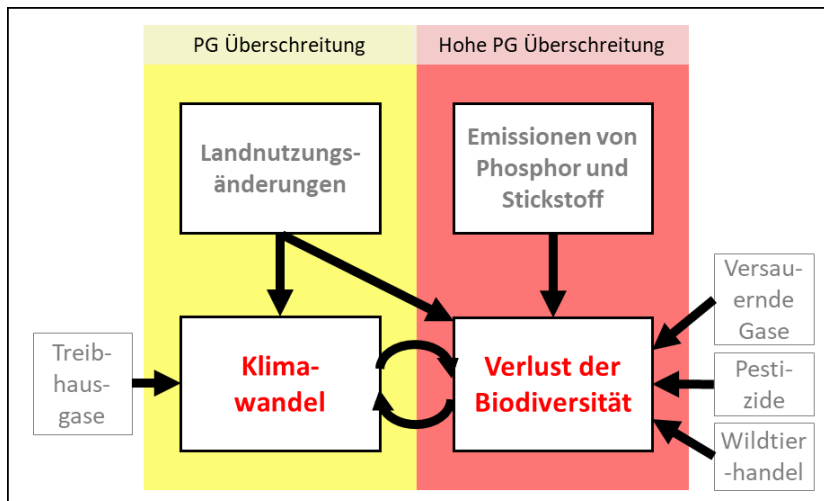 PG Überschreitung
Hohe PG Überschreitung
Landnutzungs-
änderungen
Emissionen von
Phosphor und
Stickstoff
Treib-
haus-
gase
Klima-
wandel
Verlust der
Biodiversität
Versau-
ernde
Gase
Pesti-
zide
Wildtier
-handel